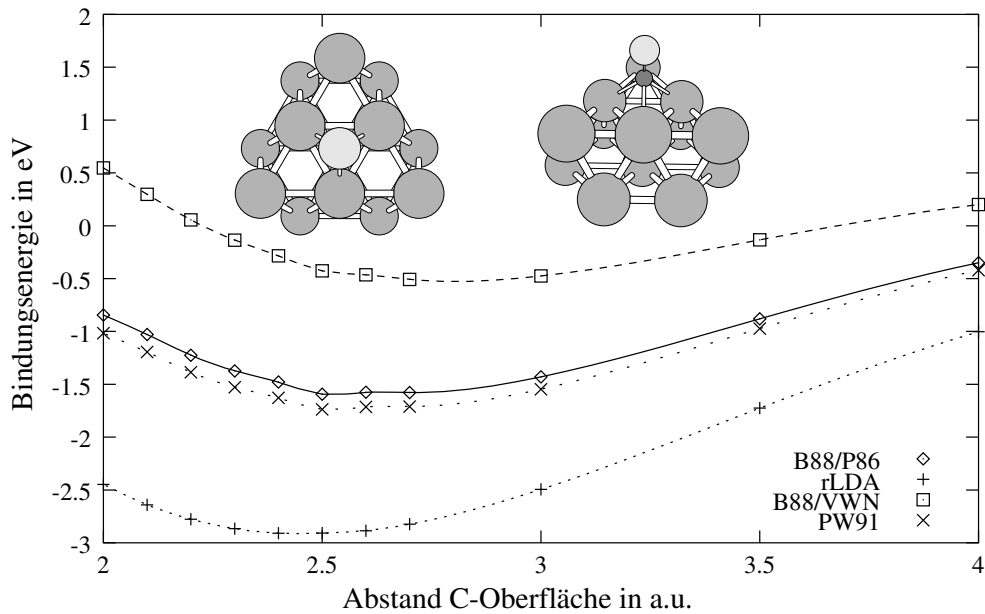 2
1.5
1
0.5
0
-0.5
-1
-1.5
-2
-2.5
-3
Bindungsenergie in eV
B88/P86
rLDA
B88/VWN
PW91
2
2.5
3
3.5
4
Abstand C-Oberfläche in a.u.